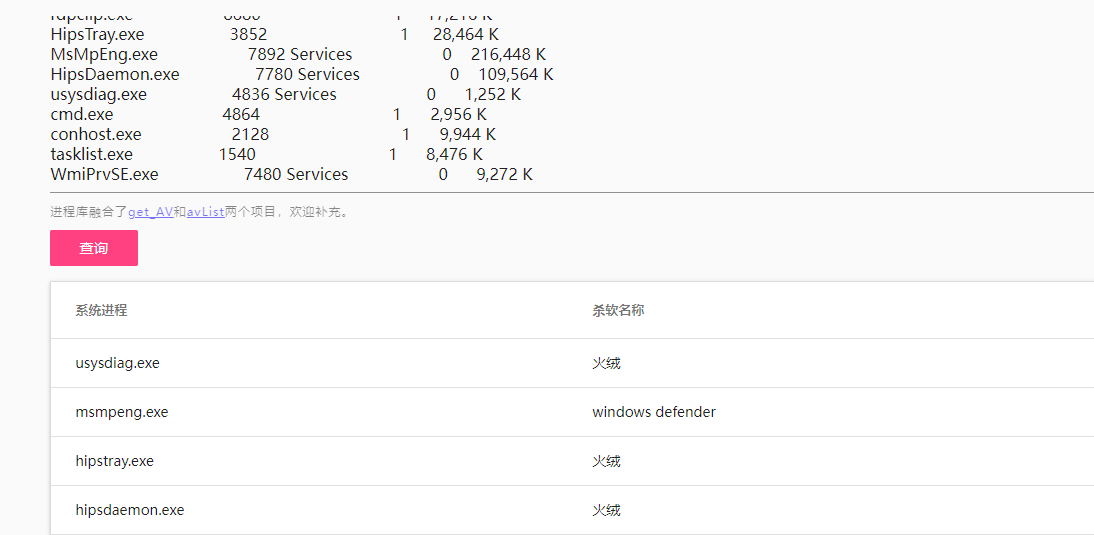 rdpclip.exe 8680 1 17,216 K
HipsTray.exe 3852 1 28,464 K
MsMpEng.exe 7892 Services 0 216,448 K
HipsDaemon.exe 7780 Services 0 109,564 K
usysdiag.exe 4836 Services 0 1,252 K
cmd.exe 4864 1 2,956 K
conhost.exe 2128 1 9,944 K
tasklist.exe 1540 1 8,476 K
WmiPrvSE.exe 7480 Services 0 9,272 K
进程库融合了get_AV和avList两个项目，欢迎补充。
查询
系统进程 杀软名称
usysdiag.exe 火绒
msmpeng.exe windows defender
hipstray.exe 火绒
hipsdaemon.exe 火绒